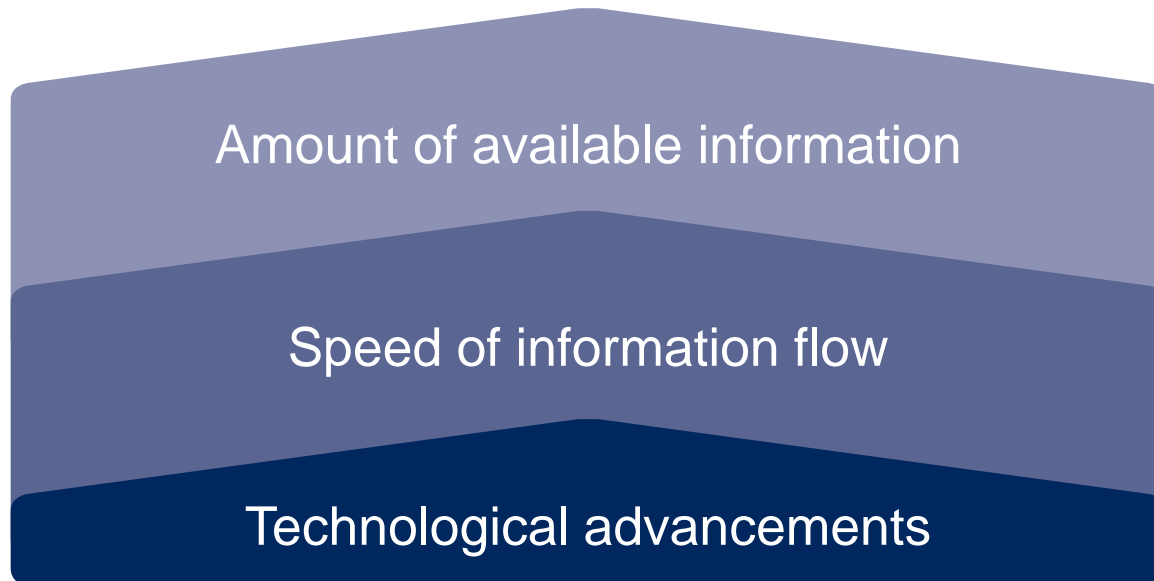 Amount of available information
Speed of information flow
Technological advancements